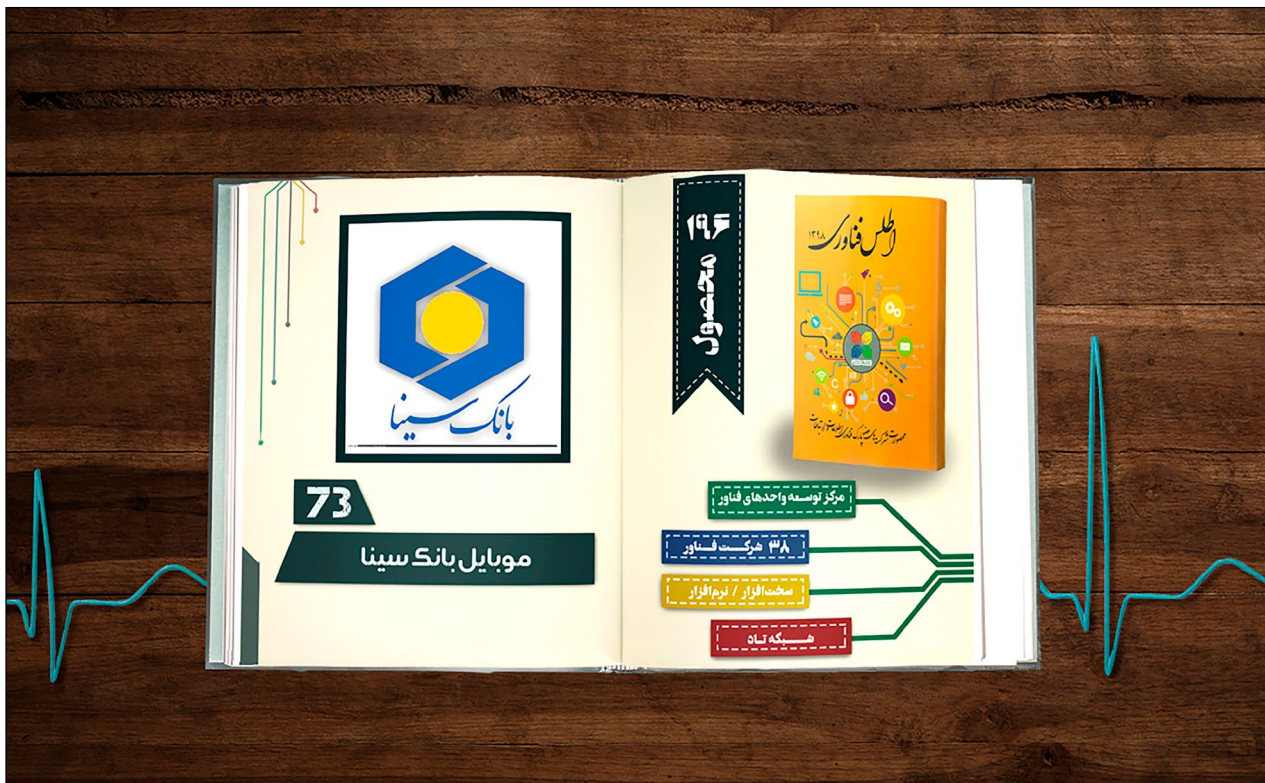 ۱۹۶ محصول
اطلس فناوری
۱۳۹۸
مرکز توسعه واحدهای فناور
۳۸ شرکت فناور
سخت‌افزار / نرم‌افزار
شبکه تاد
بانک سینا
73
موبایل بانک سینا